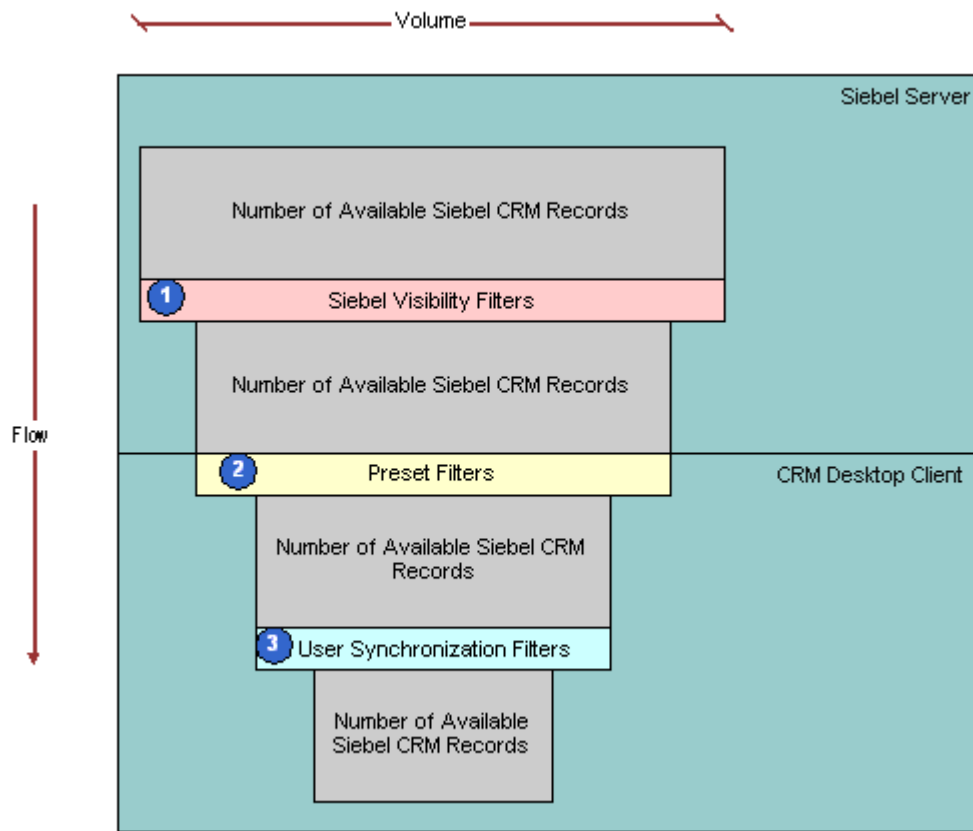 Volume
Siebel Server
Number of Available Siebel CRM Records
1
Siebel Visibility Filters
Number of Available Siebel CRM Records
Flow
2
Preset Filters
CRM Desktop Client
Number of Available Siebel CRM
Records
3
User Synchronization Filters
Number of Available
Siebel CRM Records